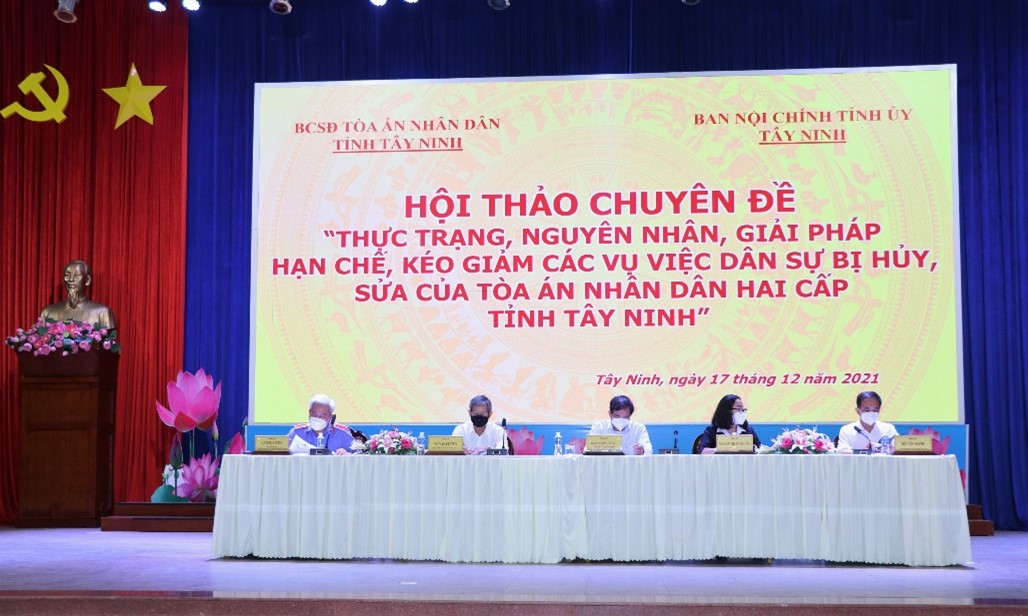 BCSĐ TÒA ÁN NHÂN DÂN
TỈNH TÂY NINH
BAN NỘI CHÍNH TỈNH ỦY
TÂY NINH
HỘI THẢO CHUYÊN ĐỀ
“THỰC TRẠNG, NGUYÊN NHÂN, GIẢI PHÁP
HẠN CHẾ, KÉO GIẢM CÁC VỤ VIỆC DÂN SỰ BỊ HỦY,
SỬA CỦA TÒA ÁN NHÂN DÂN HAI CẤP
TỈNH TÂY NINH”
Tây Ninh, ngày 17 tháng 12 năm 2021